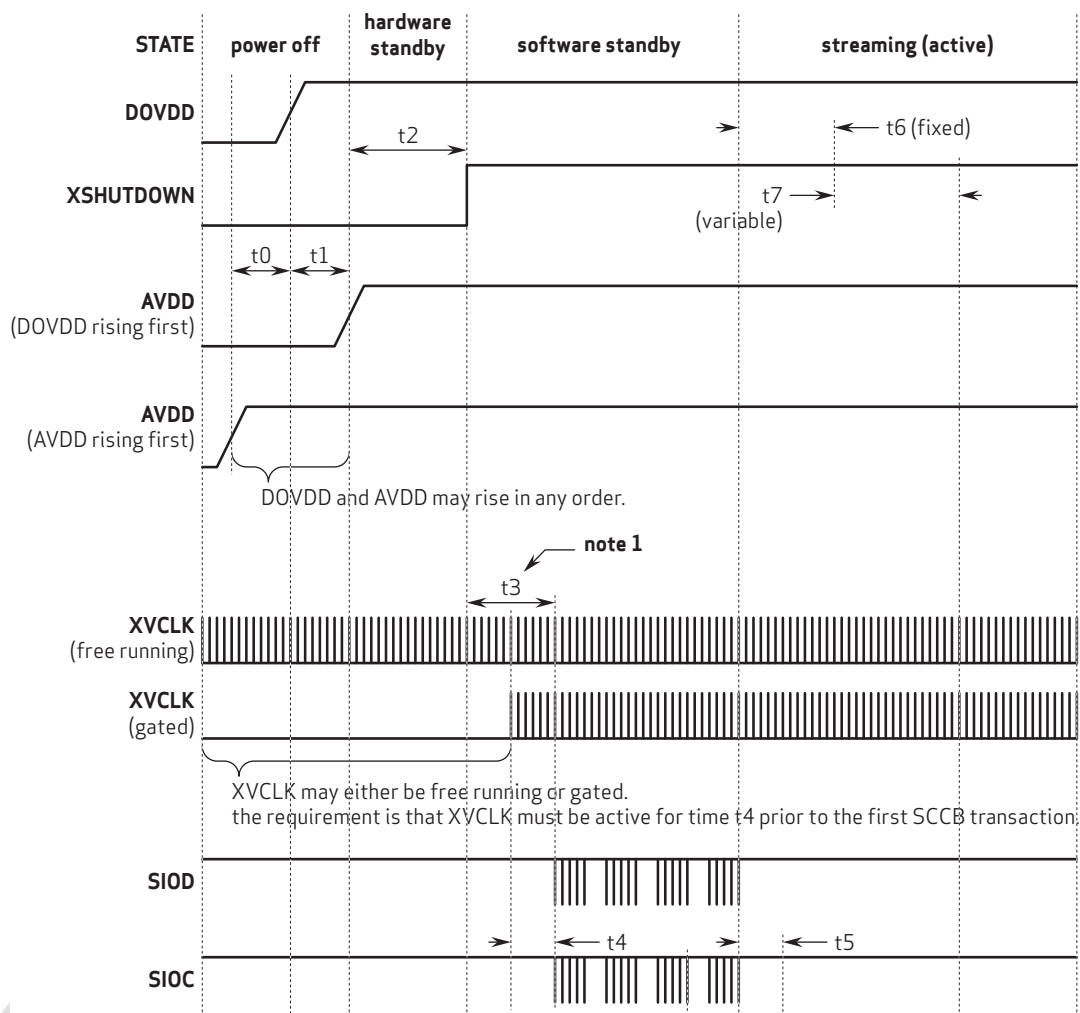 STATE
power off
hardware
standby
software standby
streaming (active)
DOVDD
t6 (fixed)
t2
XSHUTDOWN
t7
(variable)
t0
t1
AVDD
(DOVDD rising first)
AVDD
(AVDD rising first)
DOVDD and AVDD may rise in any order.
note 1
t3
XVCLK
(free running)
XVCLK
(gated)
XVCLK may either be free running or gated.
the requirement is that XVCLK must be active for time t4 prior to the first SCCB transaction.
SIOD
t4
t5
SIOC